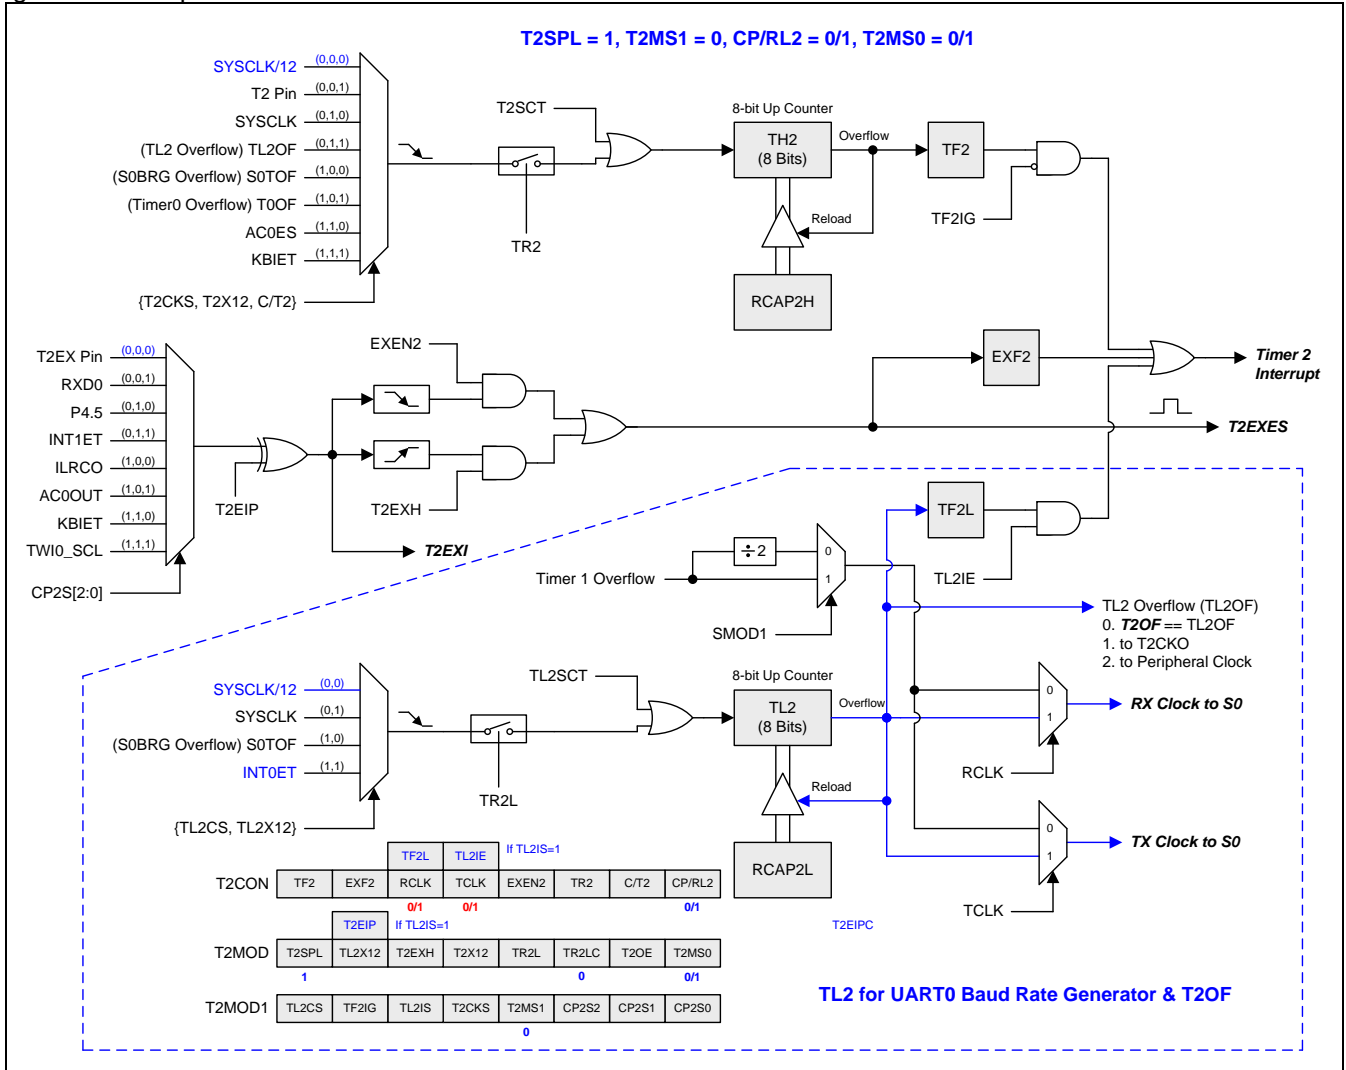 T2SPL = 1, T2MS1 = 0, CP/RL2 = 0/1, T2MS0 = 0/1
SYSCLK/12 (0,0,0)
T2 Pin (0,0,1)
SYSCLK (0,1,0)
(TL2 Overflow) TL2OF (0,1,1)
(S0BRG Overflow) S0TOF (1,0,0)
(Timer0 Overflow) T0OF (1,0,1)
AC0ES (1,1,0)
KBIET (1,1,1)
{T2CKS, T2X12, C/T2}
T2SCT
TR2
8-bit Up Counter
TH2
(8 Bits)
Overflow
Reload
RCAP2H
TF2
TF2IG
T2EX Pin (0,0,0)
RXD0 (0,0,1)
P4.5 (0,1,0)
INT1ET (0,1,1)
ILRCO (1,0,0)
AC0OUT (1,0,1)
KBIET (1,1,0)
TWI0_SCL (1,1,1)
CP2S[2:0]
T2EIP
EXEN2
T2EXH
T2EXI
EXF2
Timer 2
Interrupt
T2EXES
TF2L
TL2IE
÷2
Timer 1 Overflow
0
1
SMOD1
TL2 Overflow (TL2OF)
0. T2OF == TL2OF
1. to T2CKO
2. to Peripheral Clock
SYSCLK/12 (0,0)
SYSCLK (0,1)
(S0BRG Overflow) S0TOF (1,0)
INT0ET (1,1)
{TL2CS, TL2X12}
TL2SCT
TR2L
8-bit Up Counter
TL2
(8 Bits)
Overflow
Reload
RCAP2L
0
1
RX Clock to S0
RCLK
0
1
TX Clock to S0
TCLK
TF2L TL2IE If TL2IS=1
T2CON TF2 EXF2 RCLK TCLK EXEN2 TR2 C/T2 CP/RL2
0/1 0/1 0/1
T2EIP If TL2IS=1
T2EIPC
T2MOD T2SPL TL2X12 T2EXH T2X12 TR2L TR2LC T2OE T2MS0
1 0 0/1
T2MOD1 TL2CS TF2IG TL2IS T2CKS T2MS1 CP2S2 CP2S1 CP2S0
0
TL2 for UART0 Baud Rate Generator & T2OF